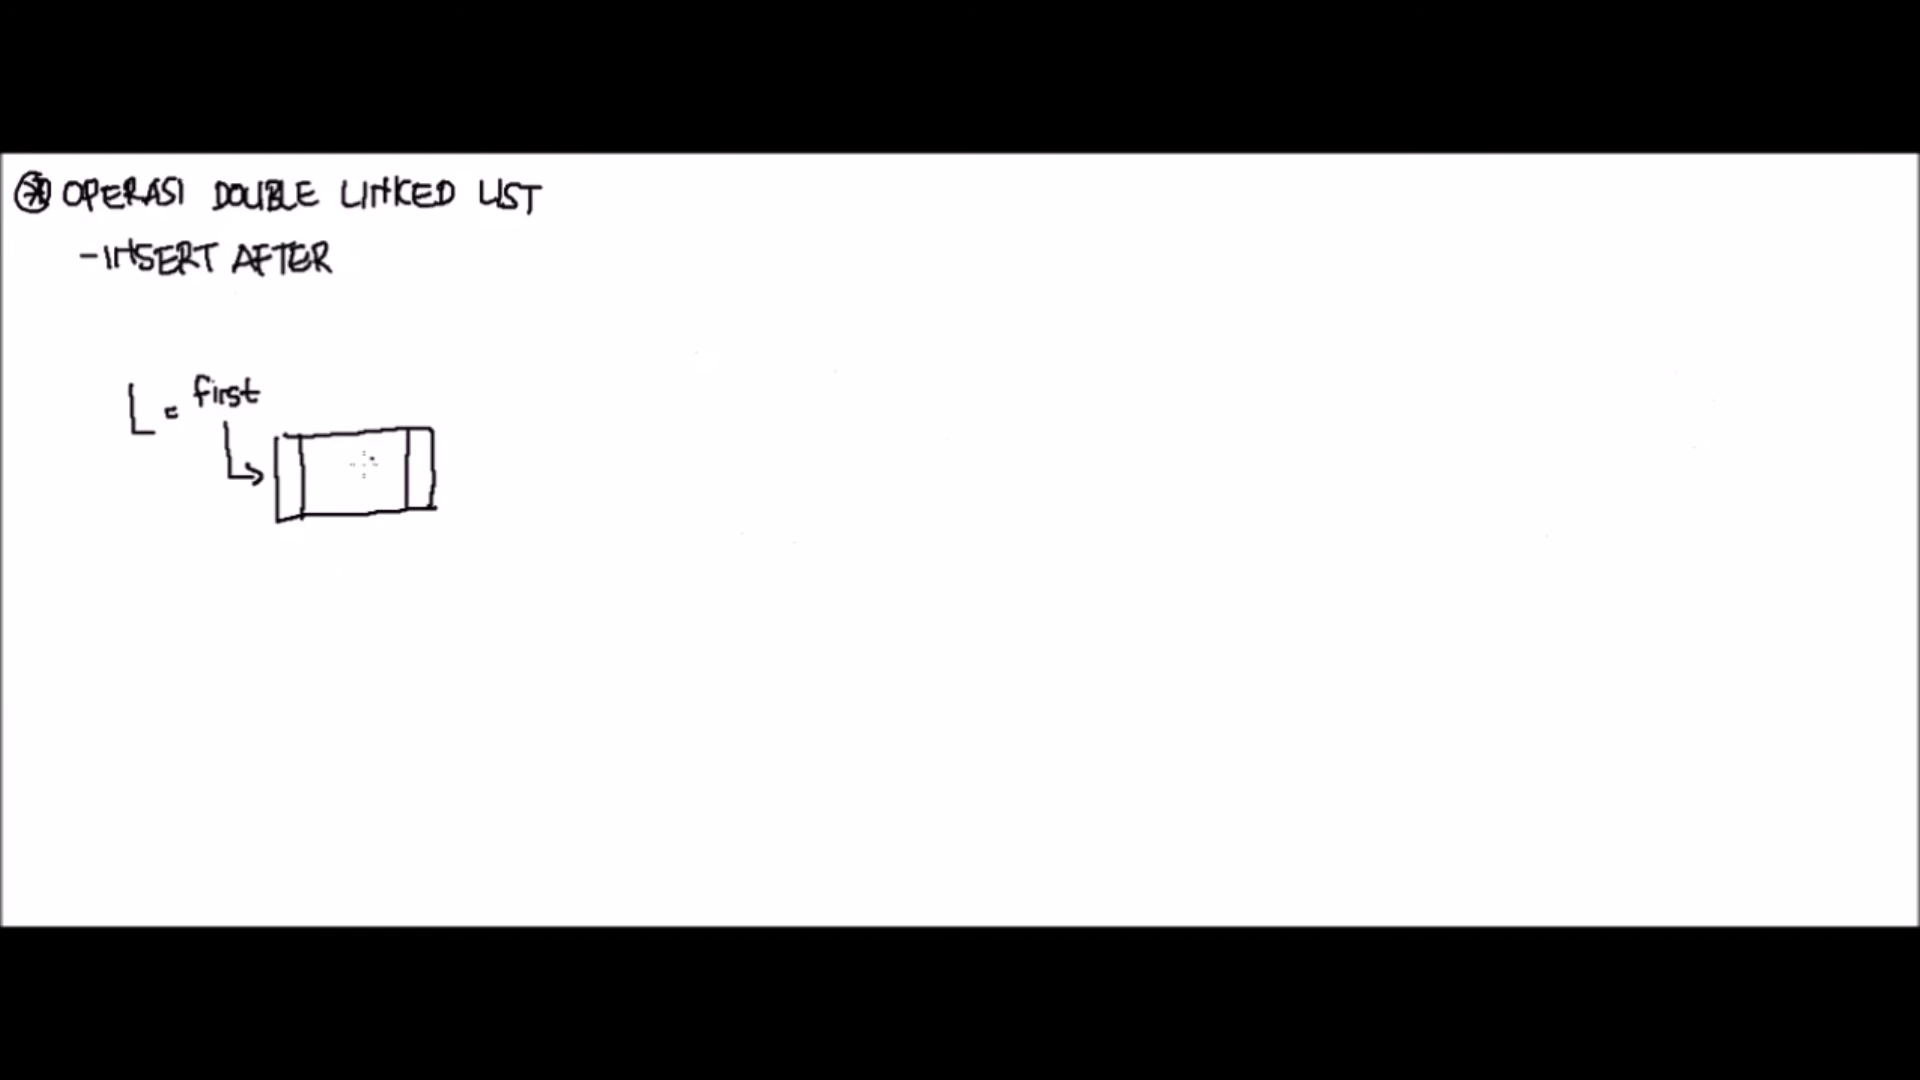 ⊛ OPERASI DOUBLE LINKED LIST
- INSERT AFTER
L = first